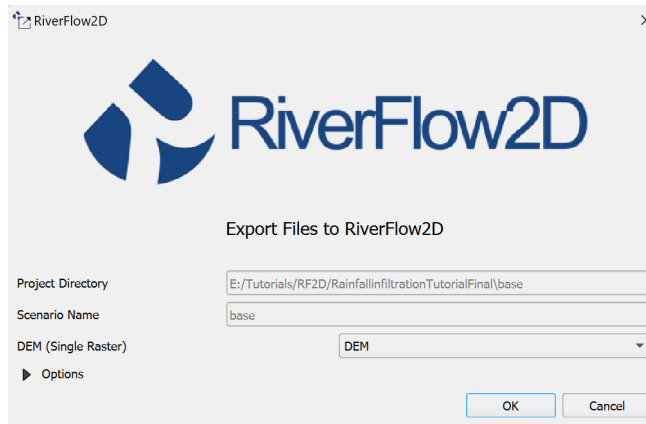 RiverFlow2D
RiverFlow2D
Export Files to RiverFlow2D
Project Directory E:/Tutorials/RF2D/RainfallinfiltrationTutorialFinal\base
Scenario Name base
DEM (Single Raster) DEM
Options
OK Cancel